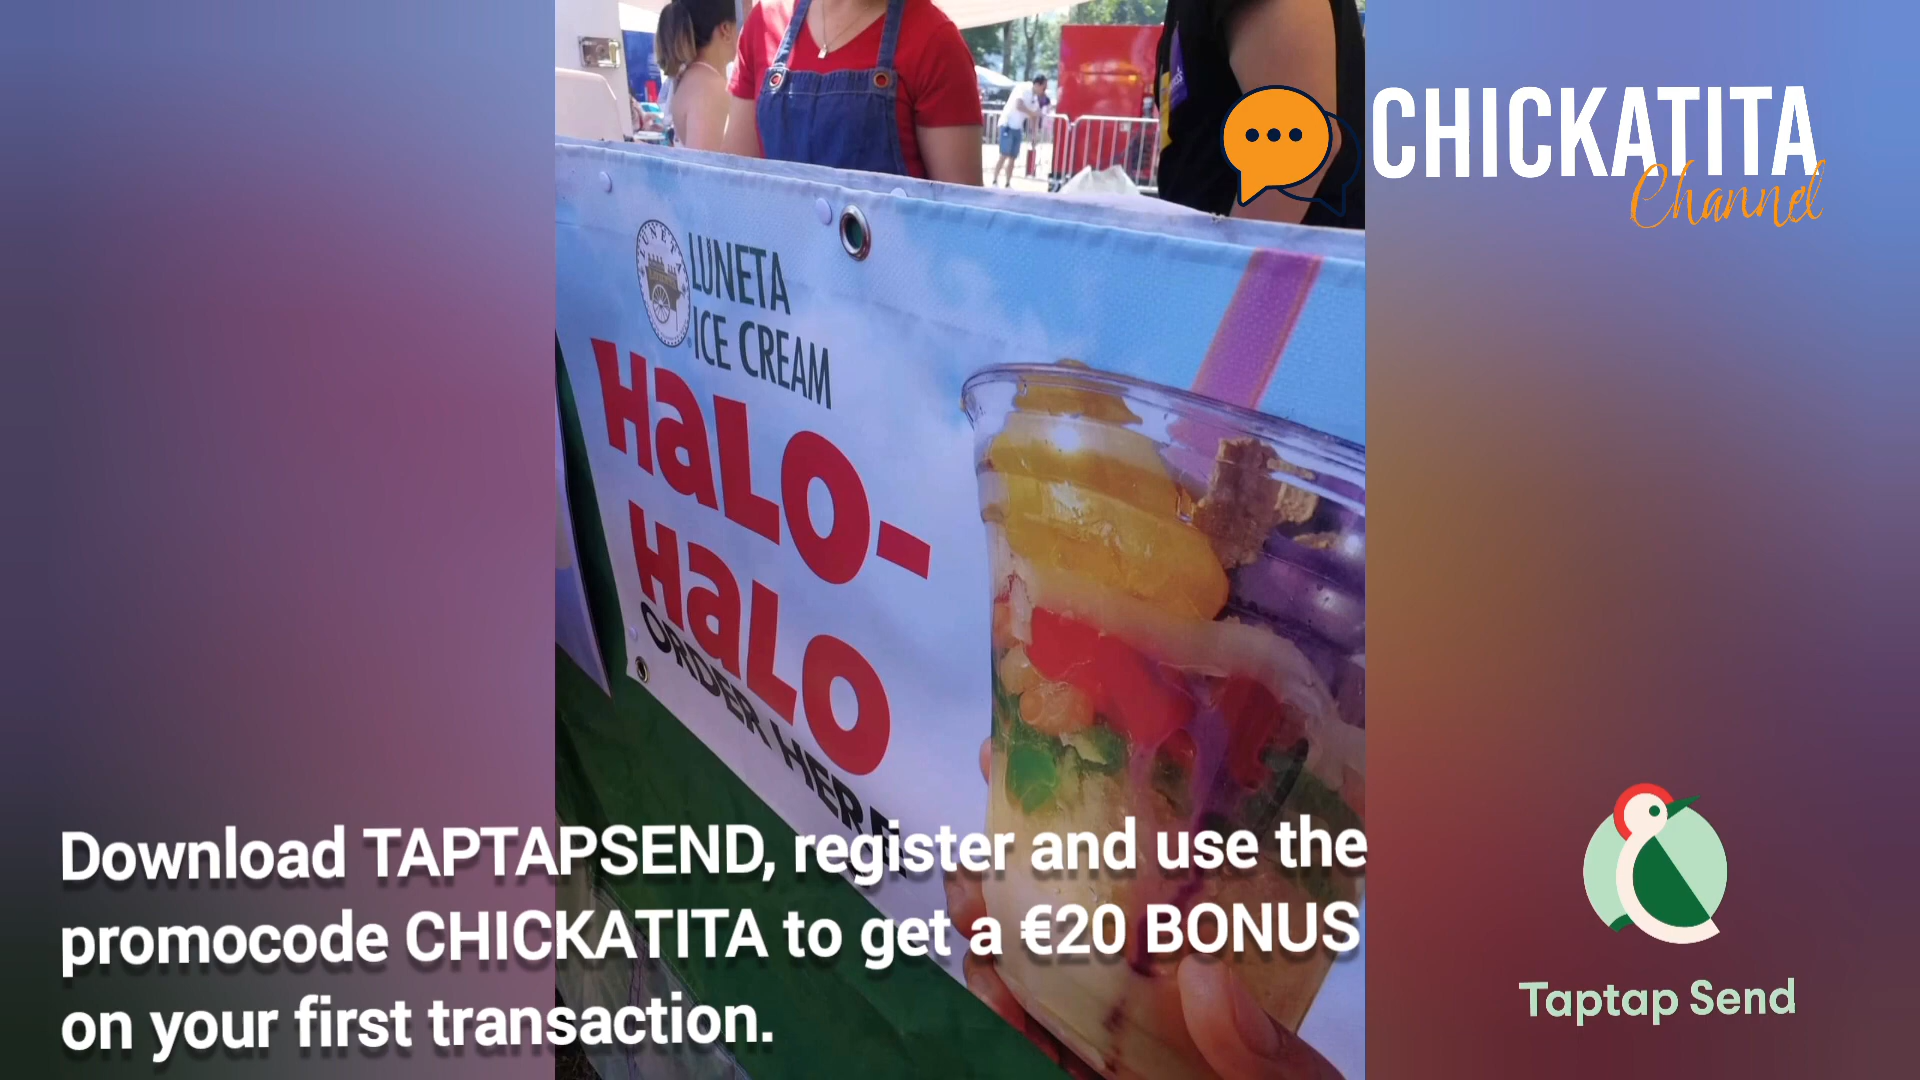 CHICKATITA
Channel
LUNETA
LUNETA
ICE CREAM
HaLO-
HaLO
ORDER HERE
Download TAPTAPSEND, register and use the
promocode CHICKATITA to get a €20 BONUS
on your first transaction.
Taptap Send